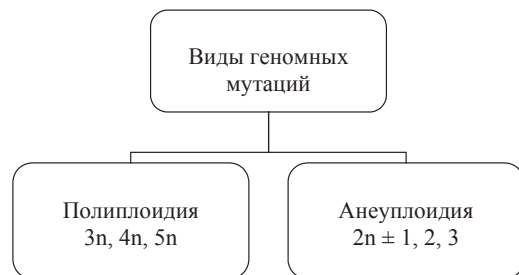 Виды геномных
мутаций
Полиплоидия
3n, 4n, 5n
Анеуплоидия
2n ± 1, 2, 3